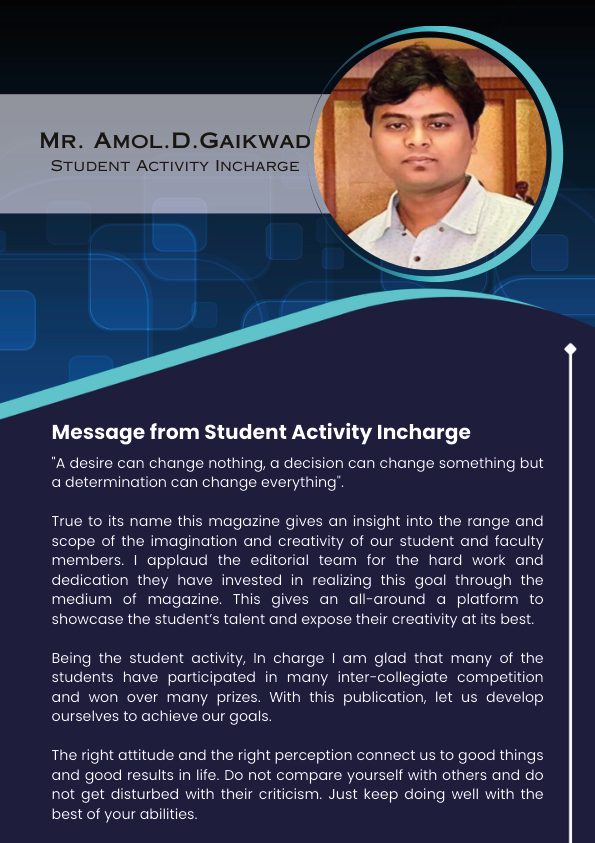 MR. AMOL.D.GAIKWAD
STUDENT ACTIVITY INCHARGE
Message from Student Activity Incharge
"A desire can change nothing, a decision can change something but
a determination can change everything".
True to its name this magazine gives an insight into the range and
scope of the imagination and creativity of our student and faculty
members. I applaud the editorial team for the hard work and
dedication they have invested in realizing this goal through the
medium of magazine. This gives an all-around a platform to
showcase the student's talent and expose their creativity at its best.
Being the student activity, In charge I am glad that many of the
students have participated in many inter-collegiate competition
and won over many prizes. With this publication, let us develop
ourselves to achieve our goals.
The right attitude and the right perception connect us to good things
and good results in life. Do not compare yourself with others and do
not get disturbed with their criticism. Just keep doing well with the
best of your abilities.